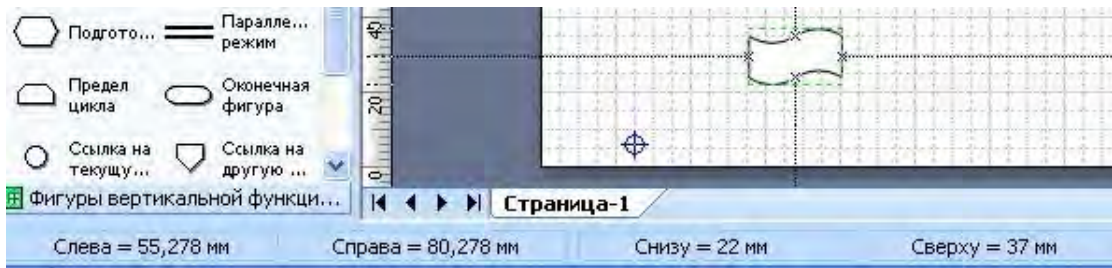 Подгото...
Паралле...
режим
Предел
цикла
Оконечная
фигура
Ссылка на
текущу...
Ссылка на
другую ...
Фигуры вертикальной функци...
40
20
0
Страница-1
Слева = 55,278 мм
Справа = 80,278 мм
Снизу = 22 мм
Сверху = 37 мм